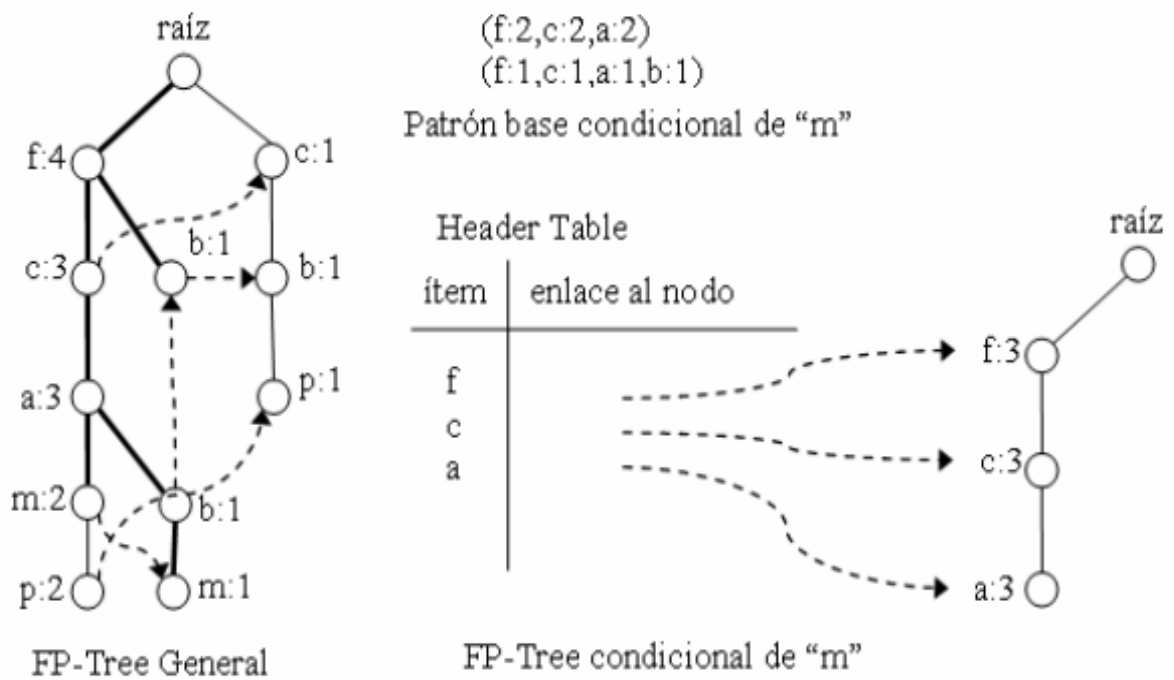 raíz
f:4
c:1
c:3
b:1
b:1
a:3
p:1
m:2
b:1
p:2
m:1
FP-Tree General
(f:2,c:2,a:2)
(f:1,c:1,a:1,b:1)
Patrón base condicional de “m”
Header Table
ítem enlace al nodo
f
c
a
raíz
f:3
c:3
a:3
FP-Tree condicional de “m”